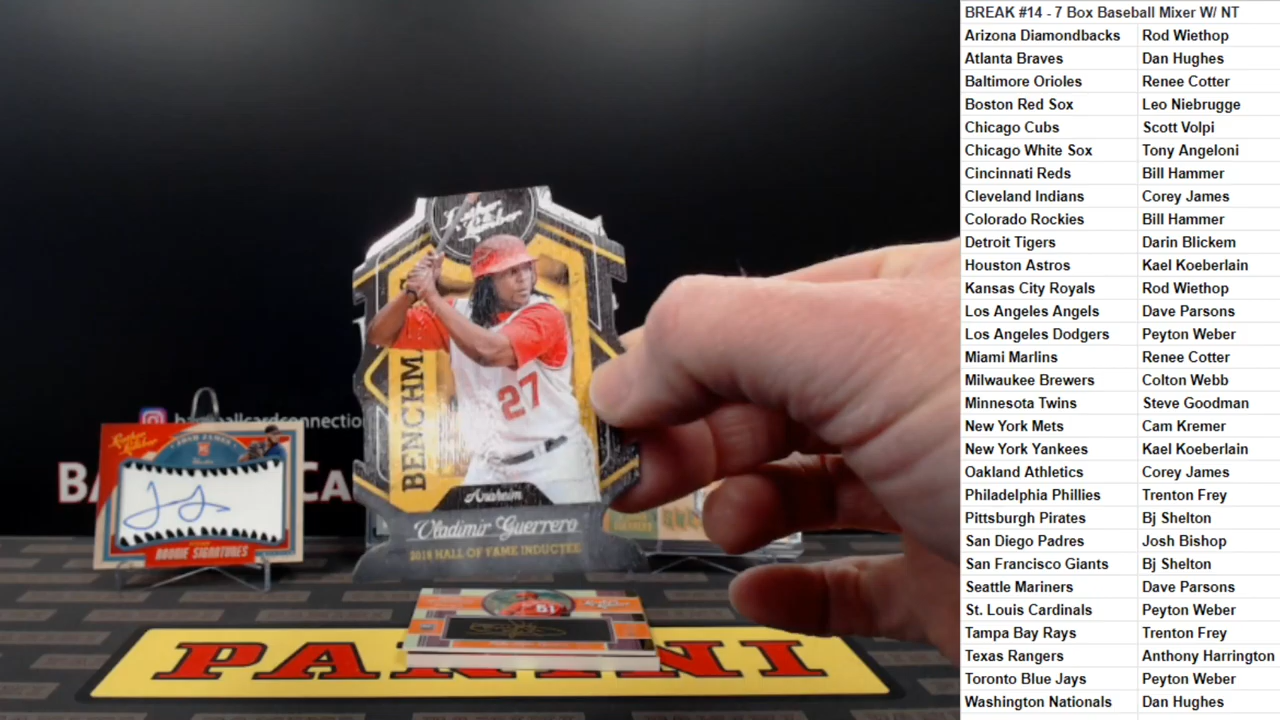 BREAK #14 - 7 Box Baseball Mixer W/ NT
Arizona Diamondbacks Rod Wiethop
Atlanta Braves Dan Hughes
Baltimore Orioles Renee Cotter
Boston Red Sox Leo Niebrugge
Chicago Cubs Scott Volpi
Chicago White Sox Tony Angeloni
Cincinnati Reds Bill Hammer
Cleveland Indians Corey James
Colorado Rockies Bill Hammer
Detroit Tigers Darin Blickem
Houston Astros Kael Koeberlain
Kansas City Royals Rod Wiethop
Los Angeles Angels Dave Parsons
Los Angeles Dodgers Peyton Weber
Miami Marlins Renee Cotter
Milwaukee Brewers Colton Webb
Minnesota Twins Steve Goodman
New York Mets Cam Kremer
New York Yankees Kael Koeberlain
Oakland Athletics Corey James
Philadelphia Phillies Trenton Frey
Pittsburgh Pirates Bj Shelton
San Diego Padres Josh Bishop
San Francisco Giants Bj Shelton
Seattle Mariners Dave Parsons
St. Louis Cardinals Peyton Weber
Tampa Bay Rays Trenton Frey
Texas Rangers Anthony Harrington
Toronto Blue Jays Peyton Weber
Washington Nationals Dan Hughes
Leather & Lumber
BENCHM
27
Anaheim
Vladimir Guerrero
2018 HALL OF FAME INDUCTEE
Leather & Lumber
JOSH JAMES
ROOKIE SIGNATURES
PANINI